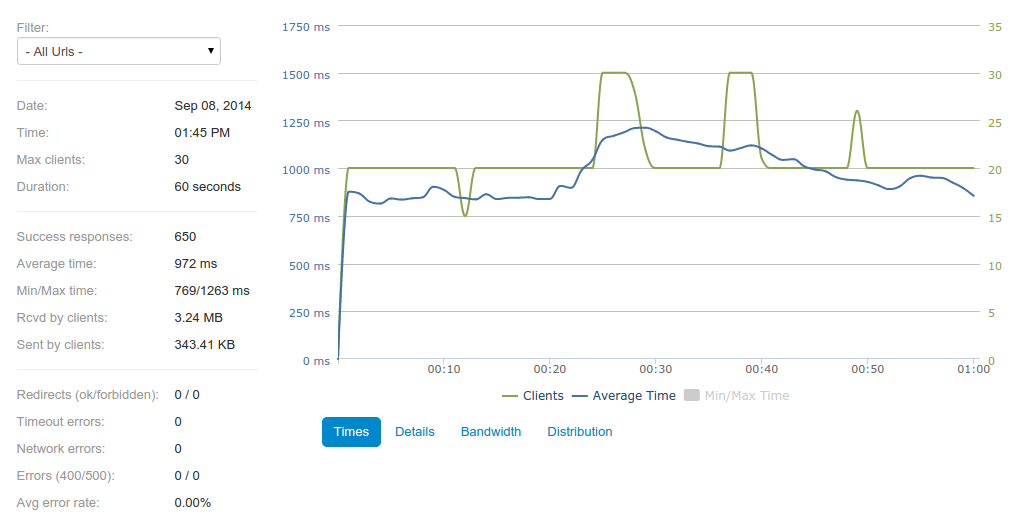 Filter:
- All Urls -
Date: Sep 08, 2014
Time: 01:45 PM
Max clients: 30
Duration: 60 seconds
Success responses: 650
Average time: 972 ms
Min/Max time: 769/1263 ms
Rcvd by clients: 3.24 MB
Sent by clients: 343.41 KB
Redirects (ok/forbidden): 0 / 0
Timeout errors: 0
Network errors: 0
Errors (400/500): 0 / 0
Avg error rate: 0.00%
1750 ms 35
1500 ms 30
1250 ms 25
1000 ms 20
750 ms 15
500 ms 10
250 ms 5
0 ms 0
00:10 00:20 00:30 00:40 00:50 01:00
Clients Average Time Min/Max Time
Times Details Bandwidth Distribution